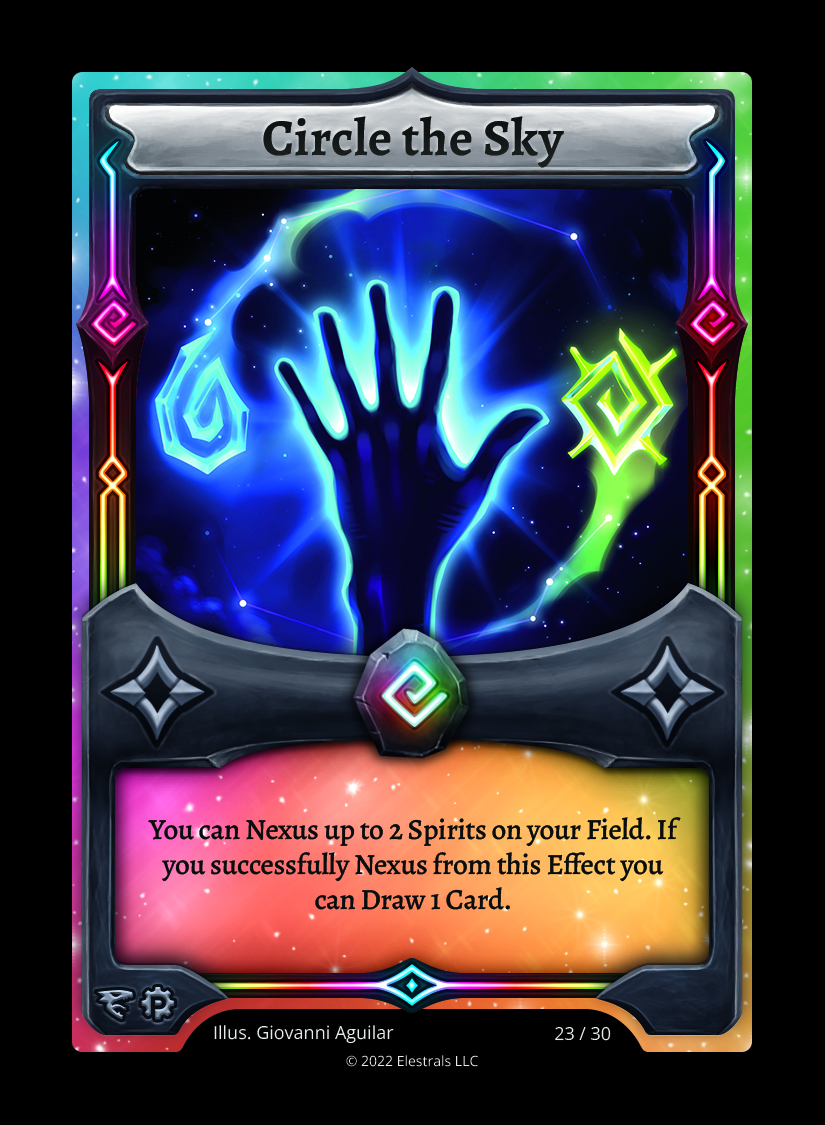 Circle the Sky
You can Nexus up to 2 Spirits on your Field. If
you successfully Nexus from this Effect you
can Draw 1 Card.
P
Illus. Giovanni Aguilar
23 / 30
© 2022 Elestrals LLC